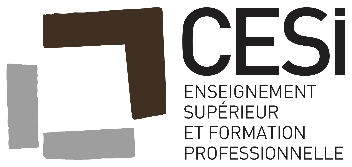 CESi
ENSEIGNEMENT
SUPÉRIEUR
ET FORMATION
PROFESSIONNELLE